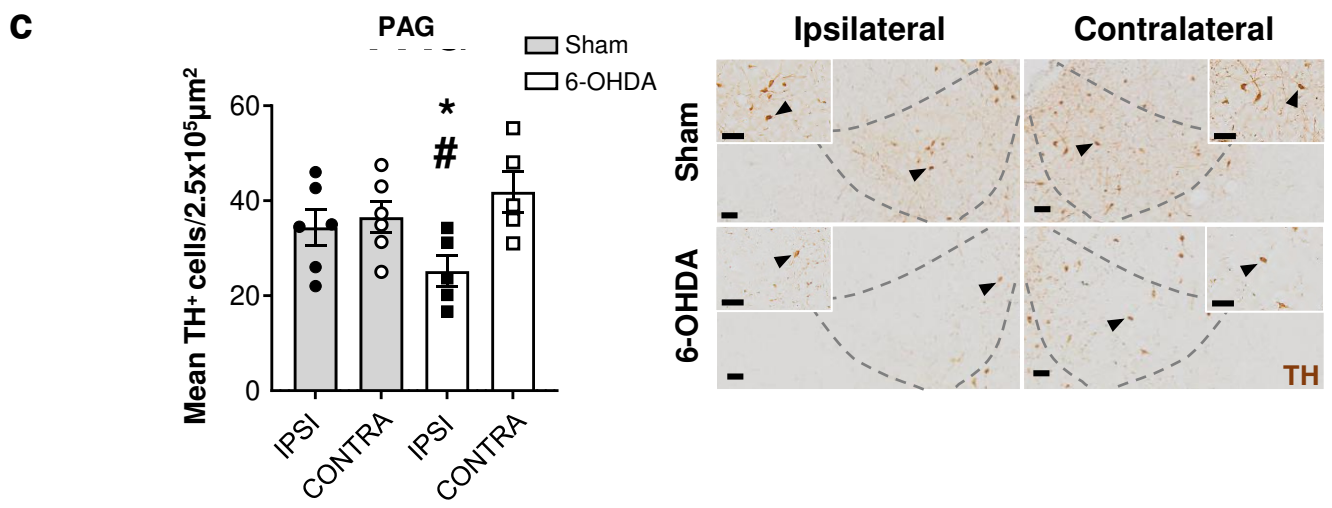 c
PAG
Sham
6-OHDA
Mean TH⁺ cells/2.5x10⁵µm²
60
40
20
0
*
#
IPSI
CONTRA
IPSI
CONTRA
Ipsilateral
Contralateral
Sham
6-OHDA
TH